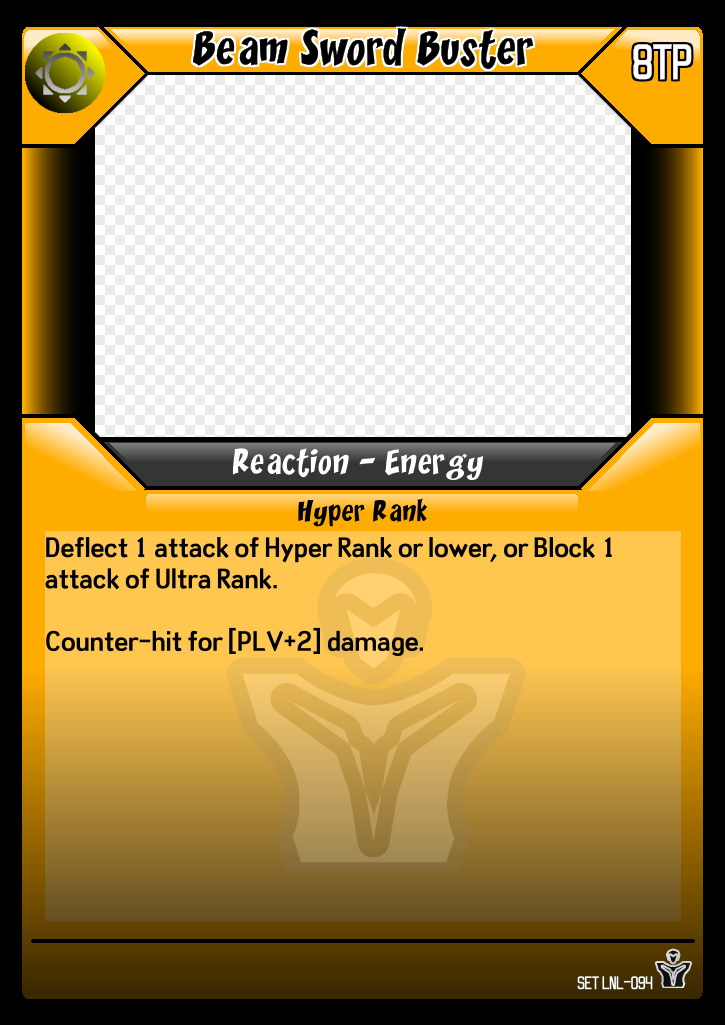 Beam Sword Buster
8TP
Reaction - Energy
Hyper Rank
Deflect 1 attack of Hyper Rank or lower, or Block 1
attack of Ultra Rank.
Counter-hit for [PLV+2] damage.
SET LNL-094